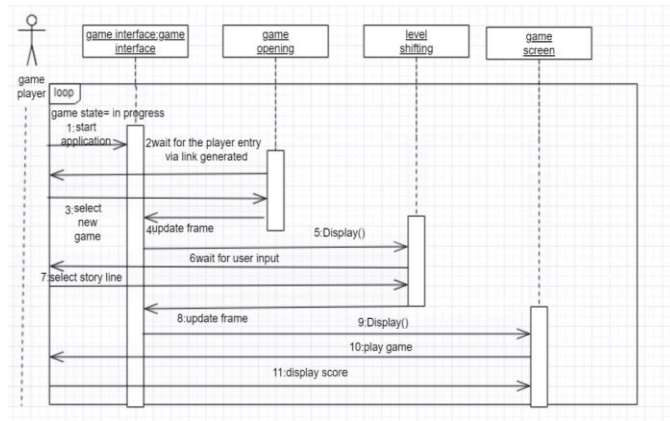 game interface:game
interface
game
opening
level
shifting
game
screen
game
player
loop
game state= in progress
1:start
application
2wait for the player entry
via link generated
3:select
new
game
4update frame
5:Display()
6wait for user input
7:select story line
8:update frame
9:Display()
10:play game
11:display score